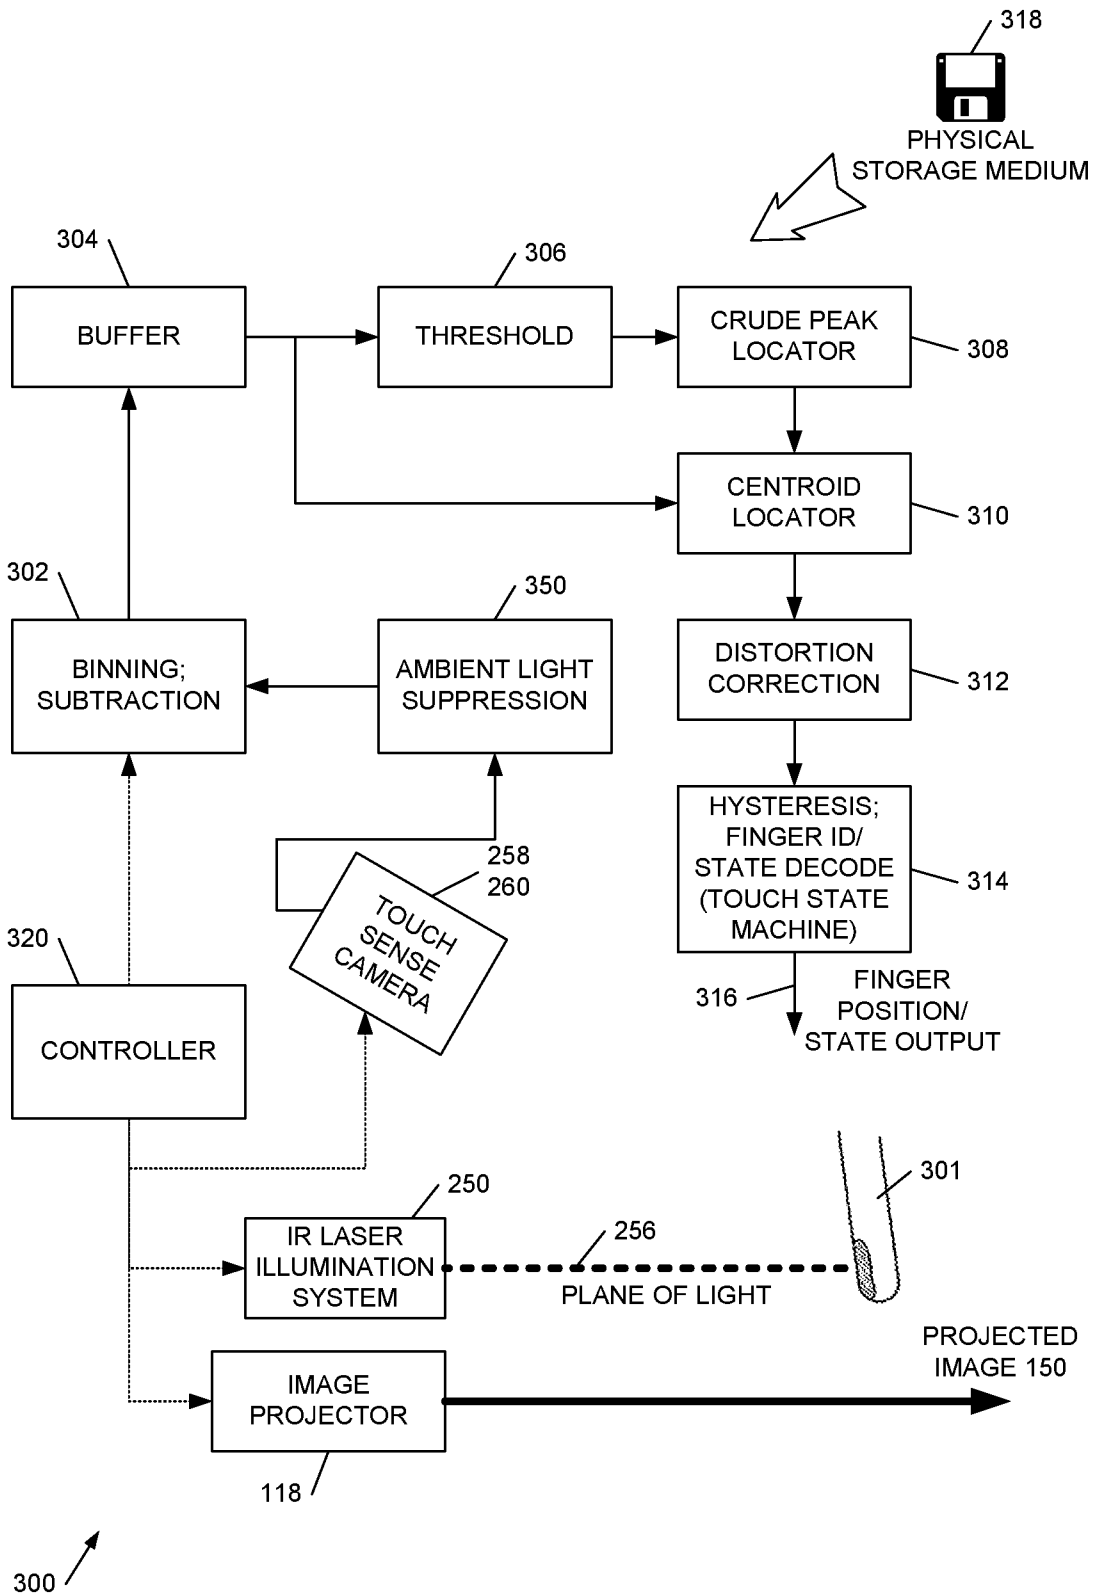 318
PHYSICAL
STORAGE MEDIUM
304
306
BUFFER
THRESHOLD
CRUDE PEAK
LOCATOR
308
CENTROID
LOCATOR
310
302
350
BINNING;
SUBTRACTION
AMBIENT LIGHT
SUPPRESSION
DISTORTION
CORRECTION
312
HYSTERESIS;
FINGER ID/
STATE DECODE
(TOUCH STATE
MACHINE)
314
258
260
TOUCH
SENSE
CAMERA
320
CONTROLLER
316
FINGER
POSITION/
STATE OUTPUT
301
250
IR LASER
ILLUMINATION
SYSTEM
256
PLANE OF LIGHT
PROJECTED
IMAGE 150
IMAGE
PROJECTOR
118
300